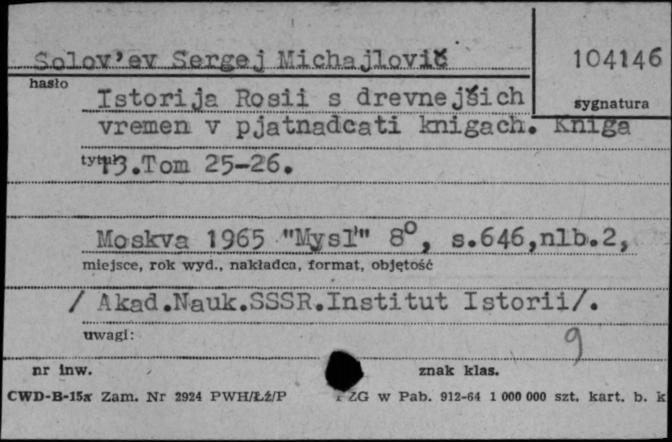 Solov'ev Sergej Michajlovič
104146
hasło
sygnatura
Istorija Rosii s drevnejšich
vremen v pjatnadcati knigach. Kniga
tytuł
13.Tom 25-26.
Moskva 1965 "Mysl'" 8°, s.646,nlb.2,
miejsce, rok wyd., nakładca, format, objętość
/ Akad.Nauk.SSSR.Institut Istorii/.
uwagi:
9
nr inw.
znak klas.
CWD-B-15x Zam. Nr 2924 PWH/Łź/P
ZG w Pab. 912-64 1 000 000 szt. kart. b. k